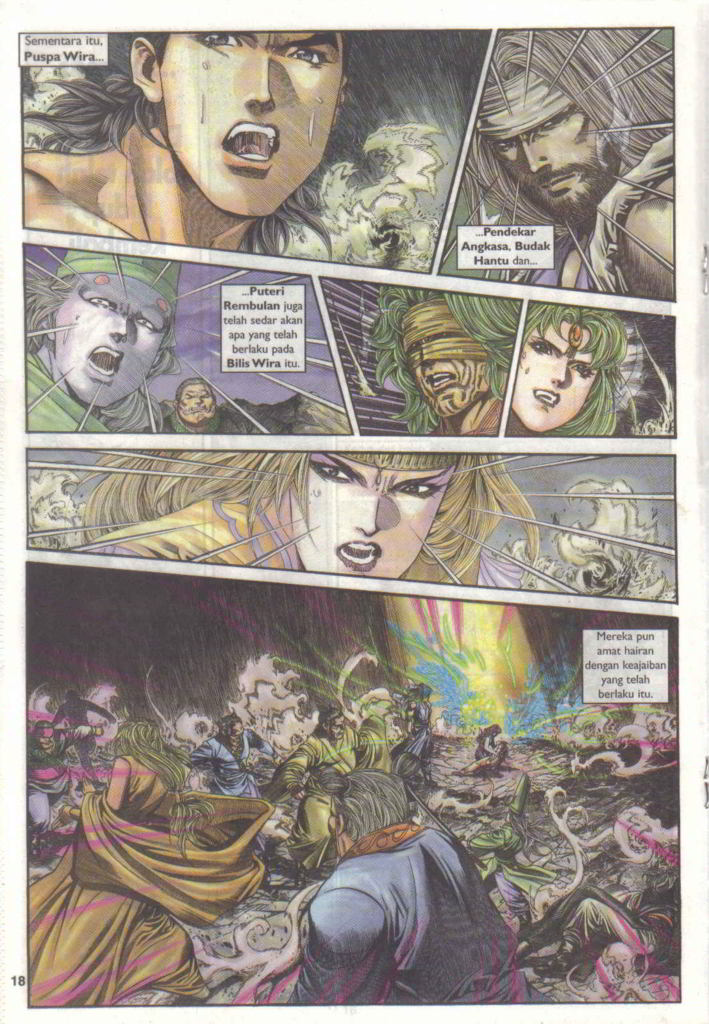 Sementara itu,
Puspa Wira...
...Pendekar
Angkasa, Budak
Hantu dan...
...Puteri
Rembulan juga
telah sedar akan
apa yang telah
berlaku pada
Bilis Wira itu.
Mereka pun
amat hairan
dengan keajaiban
yang telah
berlaku itu.
18